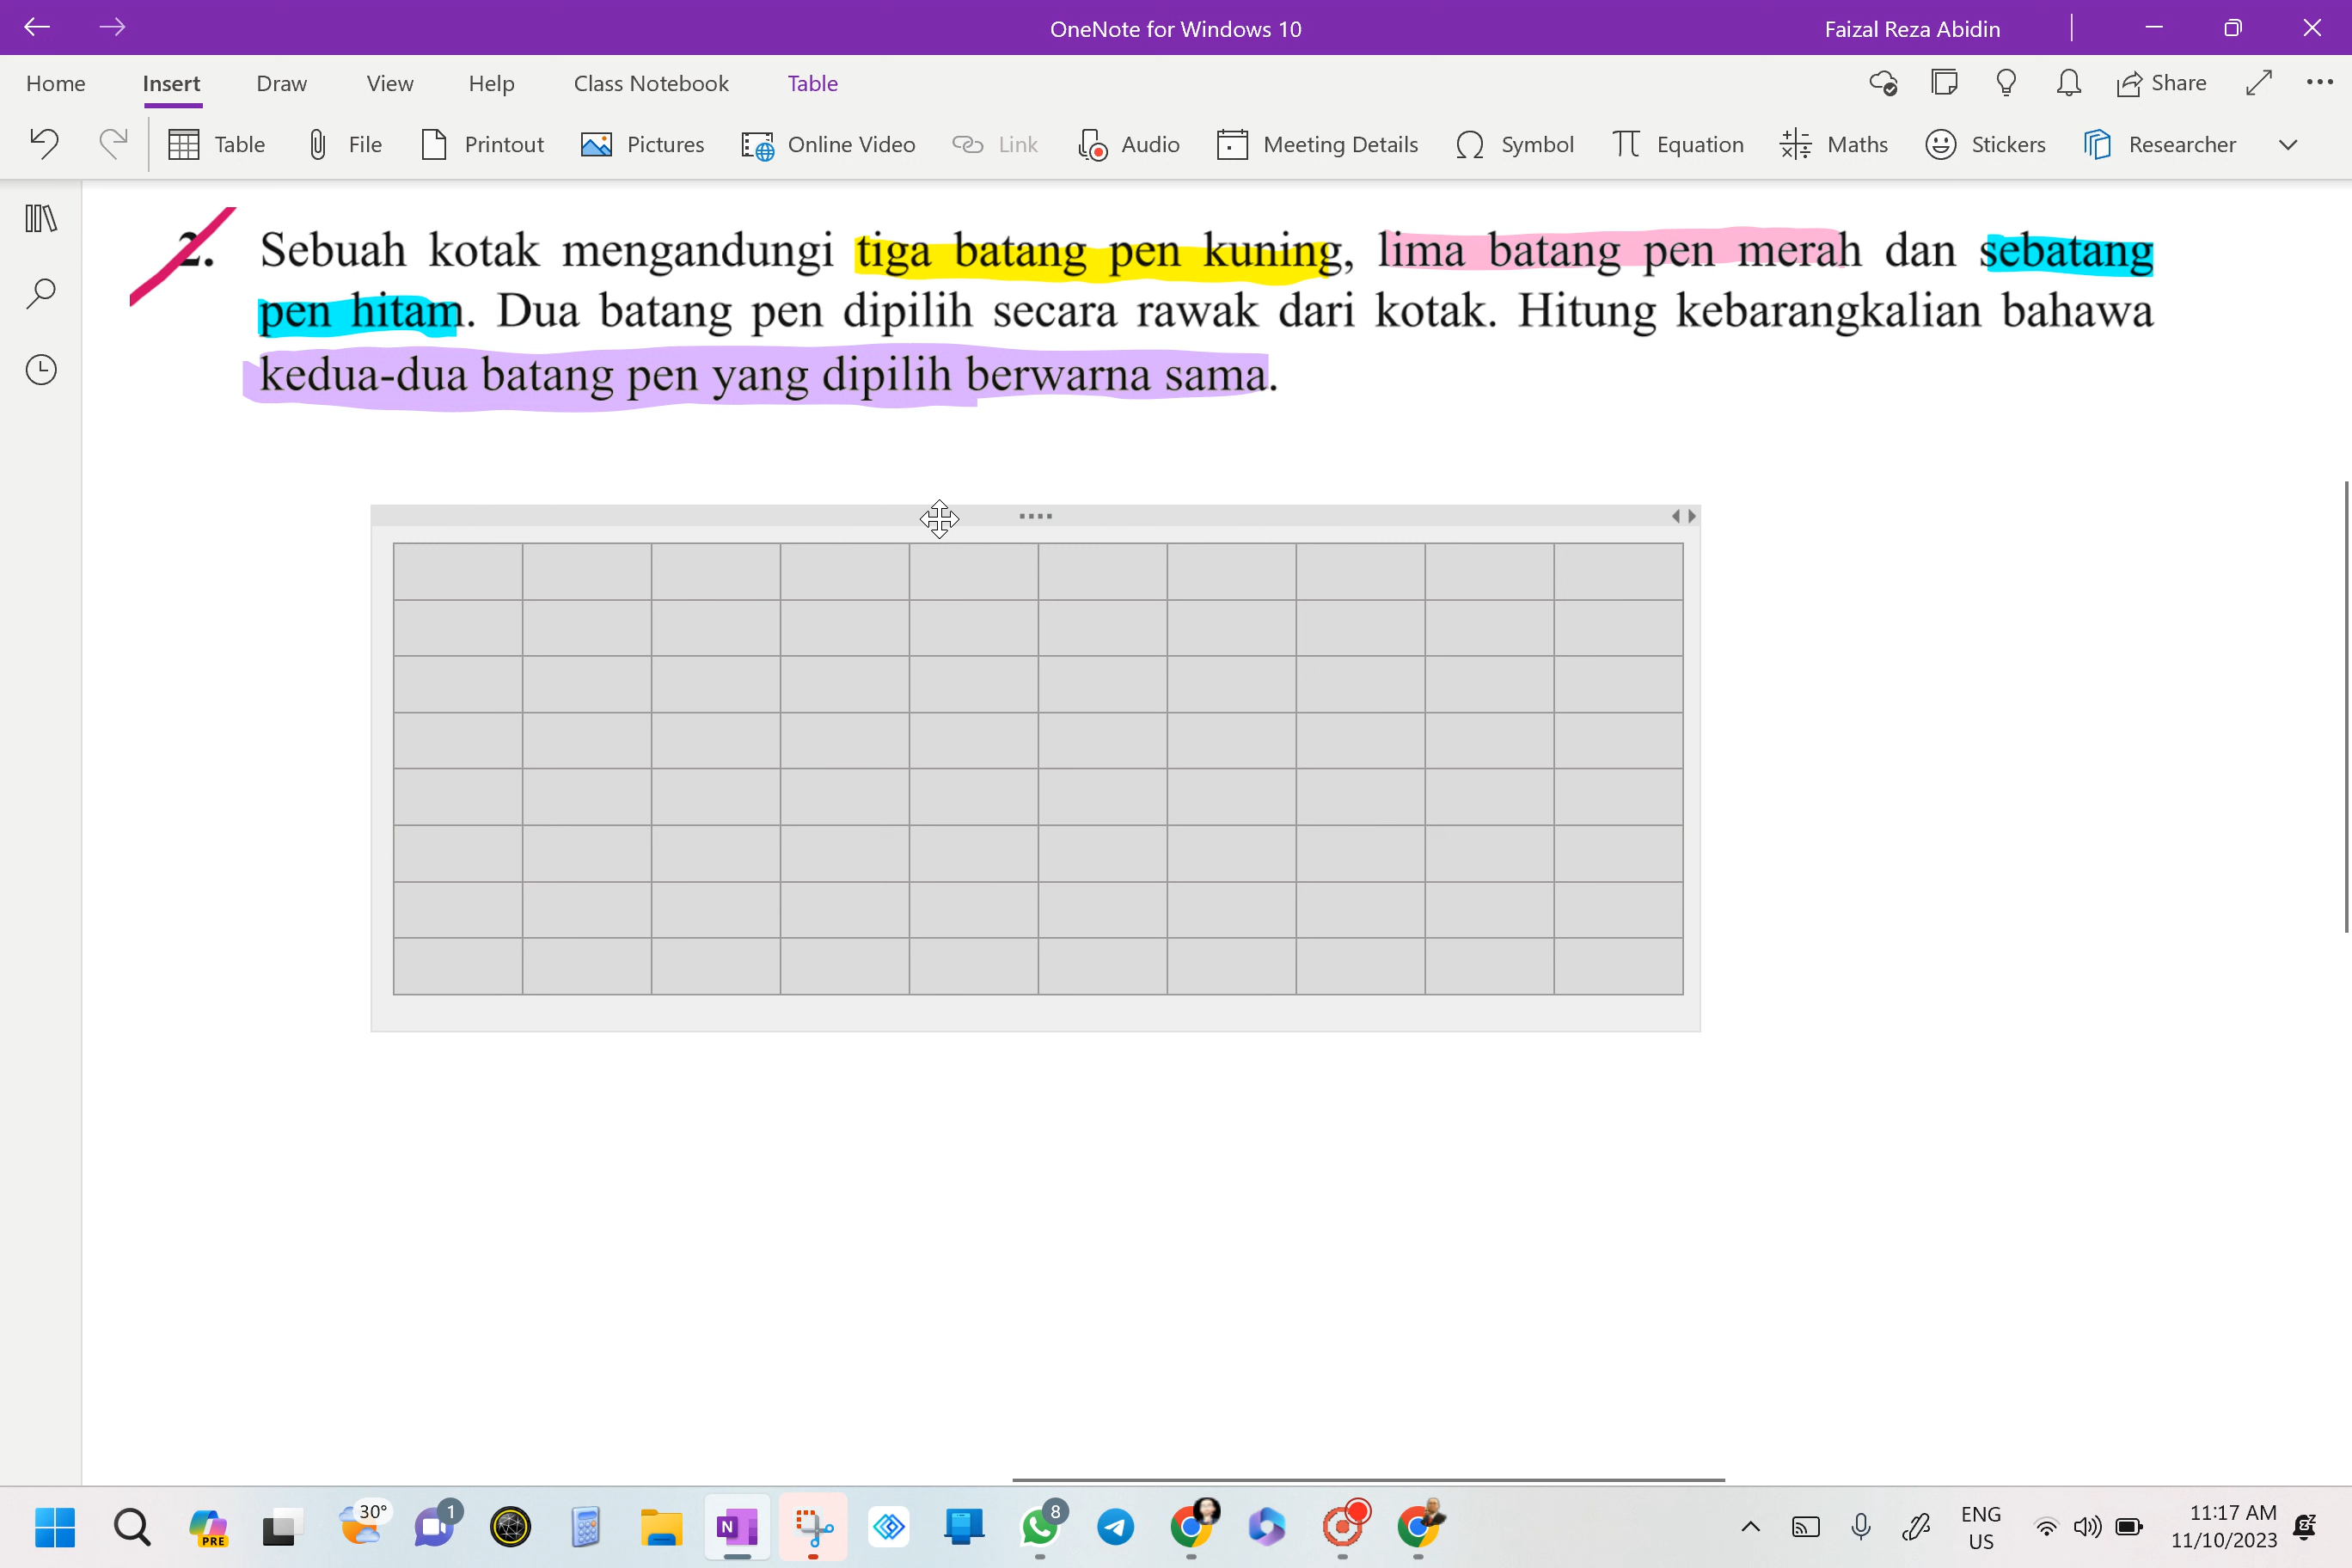 OneNote for Windows 10
Faizal Reza Abidin
Home Insert Draw View Help Class Notebook Table
Share
Table File Printout Pictures Online Video Link Audio Meeting Details Symbol Equation Maths Stickers Researcher
2. Sebuah kotak mengandungi tiga batang pen kuning, lima batang pen merah dan sebatang
pen hitam. Dua batang pen dipilih secara rawak dari kotak. Hitung kebarangkalian bahawa
kedua-dua batang pen yang dipilih berwarna sama.
PRE
30°
1
N
8
ENG
US
11:17 AM
11/10/2023